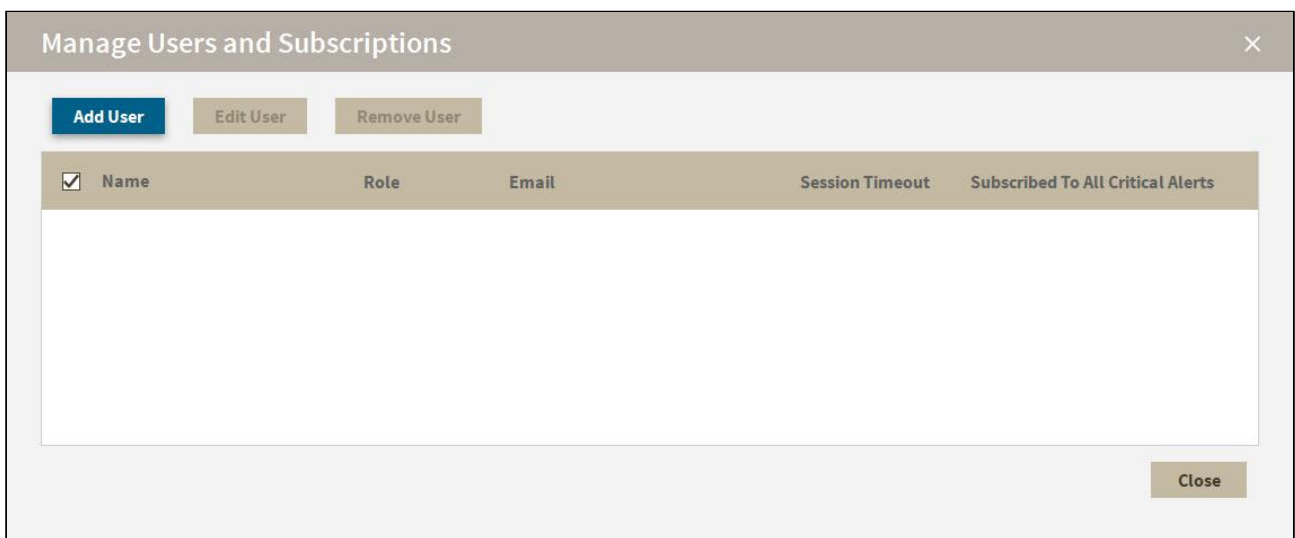 Manage Users and Subscriptions
Add User Edit User Remove User
Name Role Email Session Timeout Subscribed To All Critical Alerts
Close